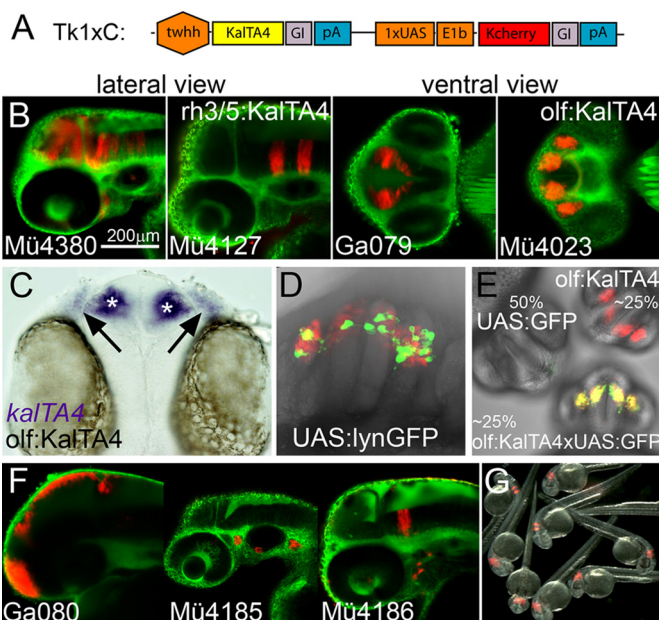 A Tk1xC: twhh KalTA4 GI pA 1xUAS E1b Kcherry GI pA
lateral view ventral view
B rh3/5:KalTA4 olf:KalTA4
200µm
Mü4380 Mü4127 Ga079 Mü4023
C D E olf:KalTA4
50% ~25%
UAS:GFP
* *
kalTA4
olf:KalTA4
UAS:lynGFP
~25%
olf:KalTA4xUAS:GFP
F G
Ga080 Mü4185 Mü4186